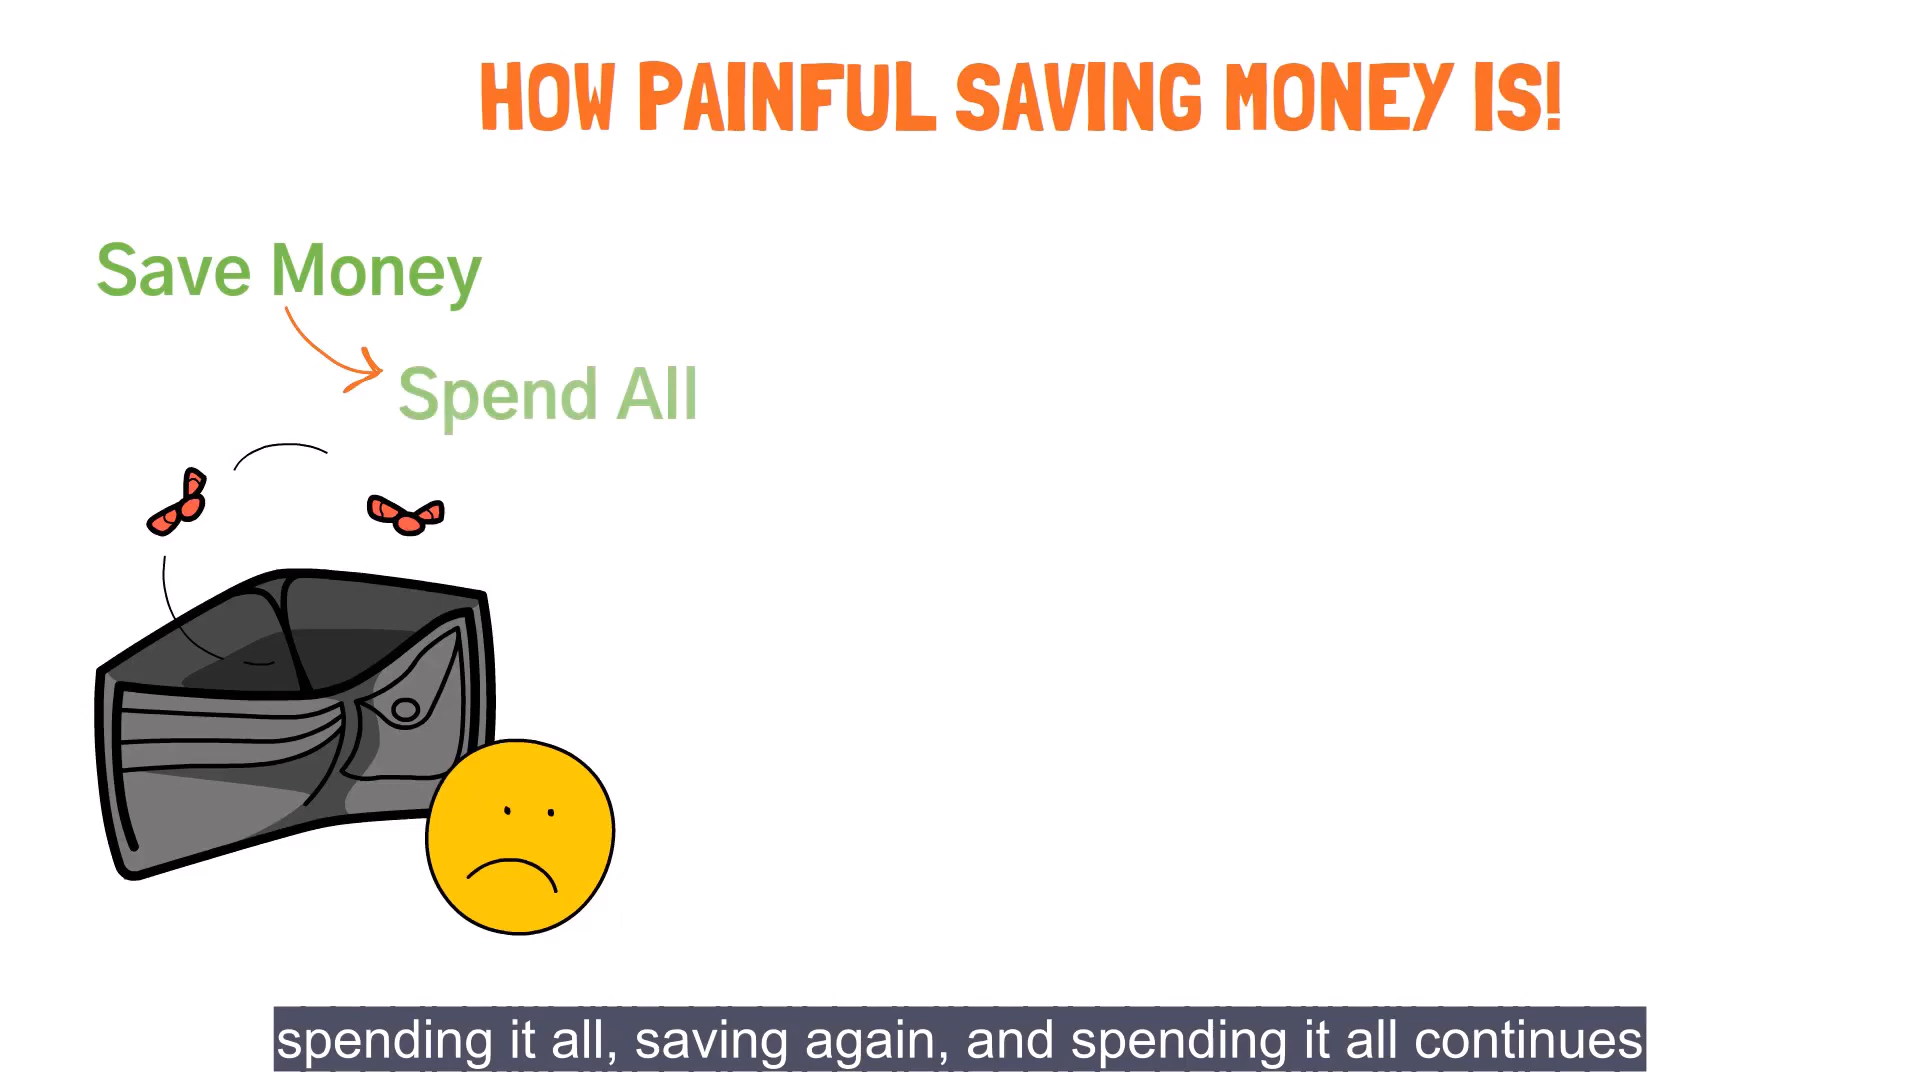 HOW PAINFUL SAVING MONEY IS!
Save Money
Spend All
spending it all, saving again, and spending it all continues